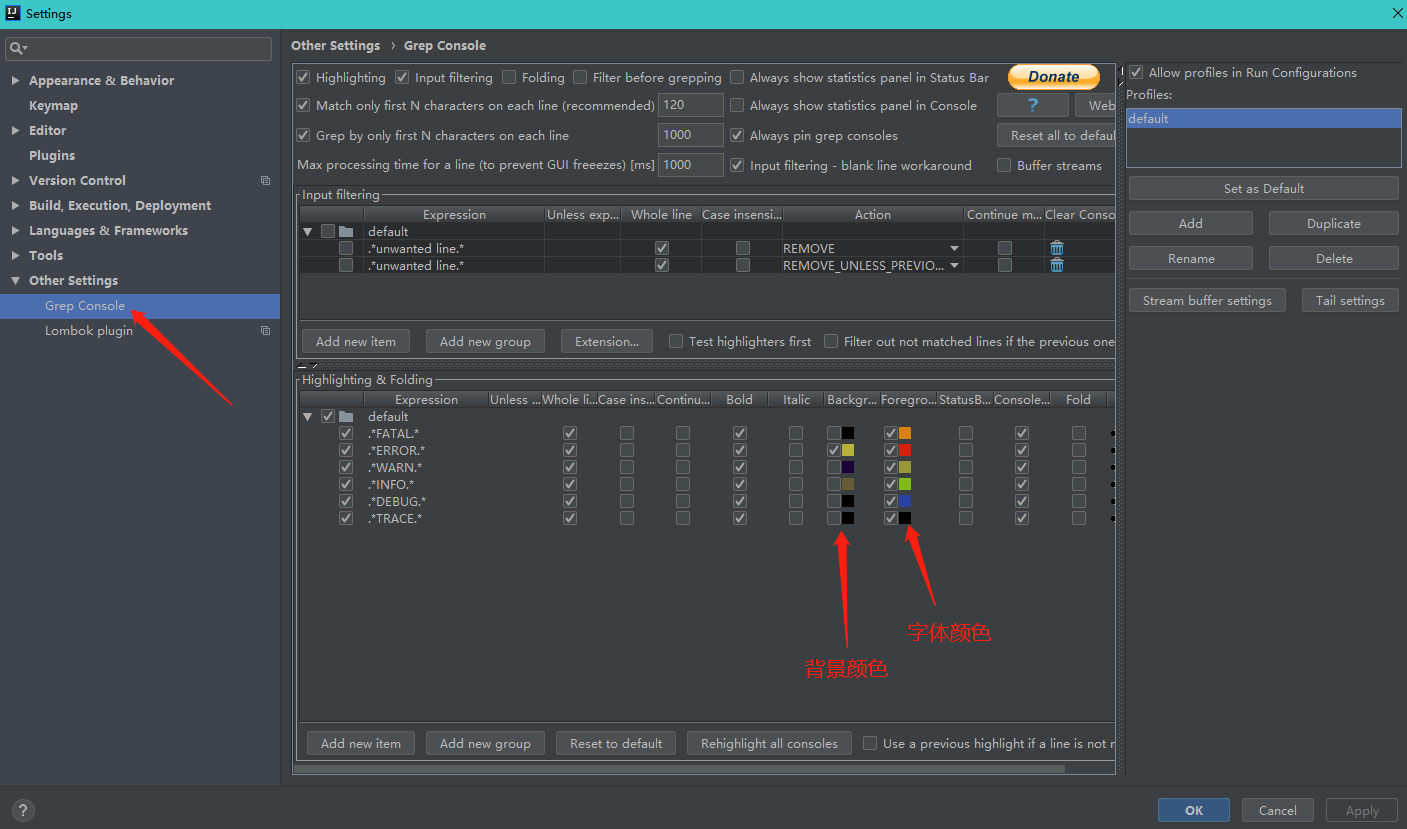 Settings
Appearance & Behavior
Keymap
Editor
Plugins
Version Control
Build, Execution, Deployment
Languages & Frameworks
Tools
Other Settings
Grep Console
Lombok plugin
Other Settings › Grep Console
Highlighting Input filtering Folding Filter before grepping Always show statistics panel in Status Bar Donate
Match only first N characters on each line (recommended) 120 Always show statistics panel in Console ? Web
Grep by only first N characters on each line 1000 Always pin grep consoles Reset all to defaul
Max processing time for a line (to prevent GUI freeezes) [ms] 1000 Input filtering - blank line workaround Buffer streams
Input filtering
Expression Unless exp... Whole line Case insensi... Action Continue m... Clear Conso
default
.*unwanted line.* REMOVE
.*unwanted line.* REMOVE_UNLESS_PREVIO...
Add new item Add new group Extension... Test highlighters first Filter out not matched lines if the previous one
Highlighting & Folding
Expression Unless ... Whole li... Case ins... Continu... Bold Italic Backgr... Foregro... StatusB... Console... Fold
default
.*FATAL.*
.*ERROR.*
.*WARN.*
.*INFO.*
.*DEBUG.*
.*TRACE.*
字体颜色
背景颜色
Add new item Add new group Reset to default Rehighlight all consoles Use a previous highlight if a line is not
Allow profiles in Run Configurations
Profiles:
default
Set as Default
Add Duplicate
Rename Delete
Stream buffer settings Tail settings
? OK Cancel Apply